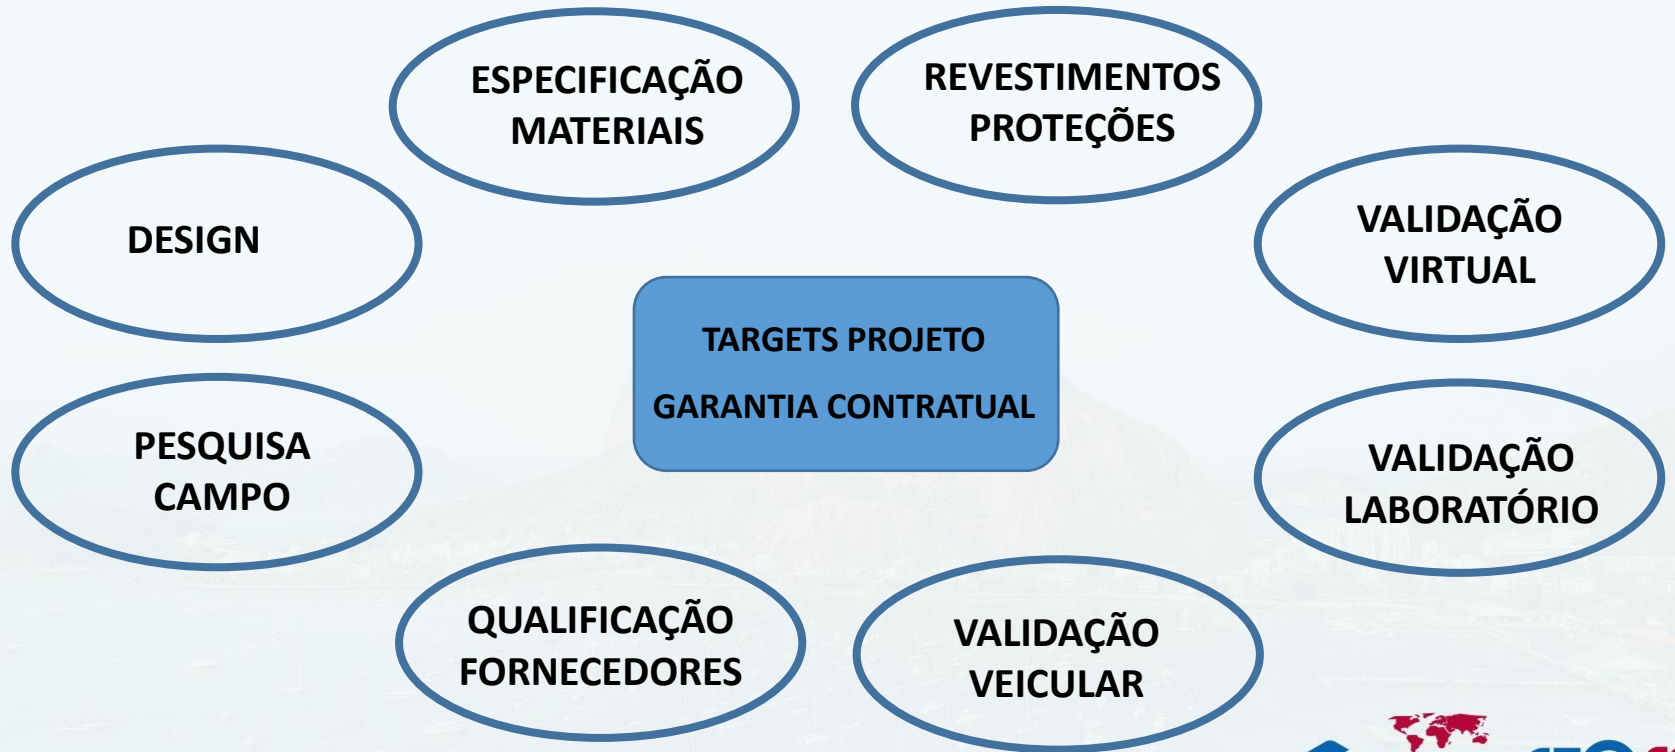 ESPECIFICAÇÃO
MATERIAIS
REVESTIMENTOS
PROTEÇÕES
DESIGN
VALIDAÇÃO
VIRTUAL
TARGETS PROJETO
GARANTIA CONTRATUAL
PESQUISA
CAMPO
VALIDAÇÃO
LABORATÓRIO
QUALIFICAÇÃO
FORNECEDORES
VALIDAÇÃO
VEICULAR